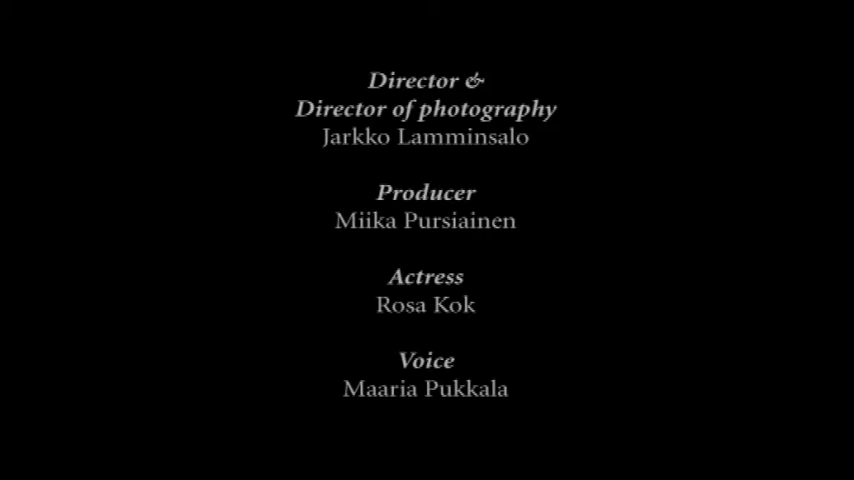 Director &
Director of photography
Jarkko Lamminsalo
Producer
Miika Pursiainen
Actress
Rosa Kok
Voice
Maaria Pukkala